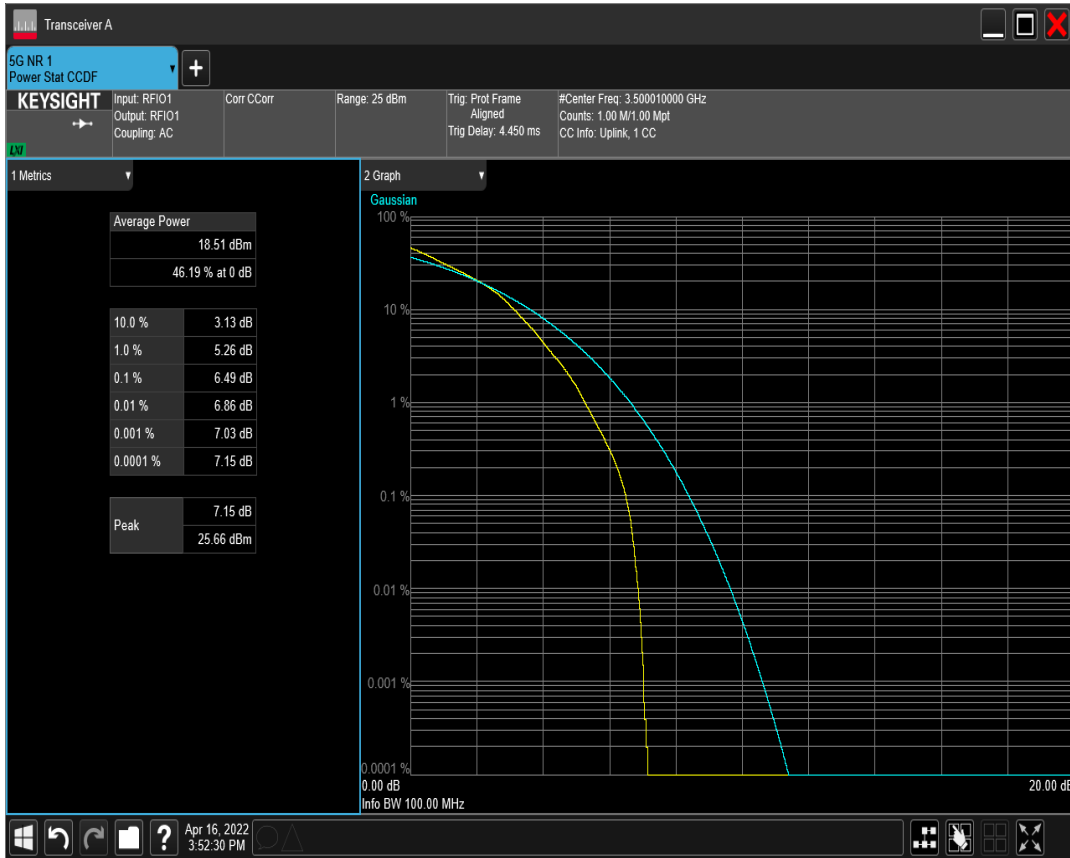 Transceiver A
5G NR 1
Power Stat CCDF
+
KEYSIGHT
LXI
Input: RFIO1
Output: RFIO1
Coupling: AC
Corr CCorr
Range: 25 dBm
Trig: Prot Frame
Aligned
Trig Delay: 4.450 ms
#Center Freq: 3.500010000 GHz
Counts: 1.00 M/1.00 Mpt
CC Info: Uplink, 1 CC
1 Metrics
Average Power
18.51 dBm
46.19 % at 0 dB
10.0 % 3.13 dB
1.0 % 5.26 dB
0.1 % 6.49 dB
0.01 % 6.86 dB
0.001 % 7.03 dB
0.0001 % 7.15 dB
Peak
7.15 dB
25.66 dBm
2 Graph
Gaussian
100 %
10 %
1 %
0.1 %
0.01 %
0.001 %
0.0001 %
0.00 dB
20.00 dB
Info BW 100.00 MHz
?
Apr 16, 2022
3:52:30 PM